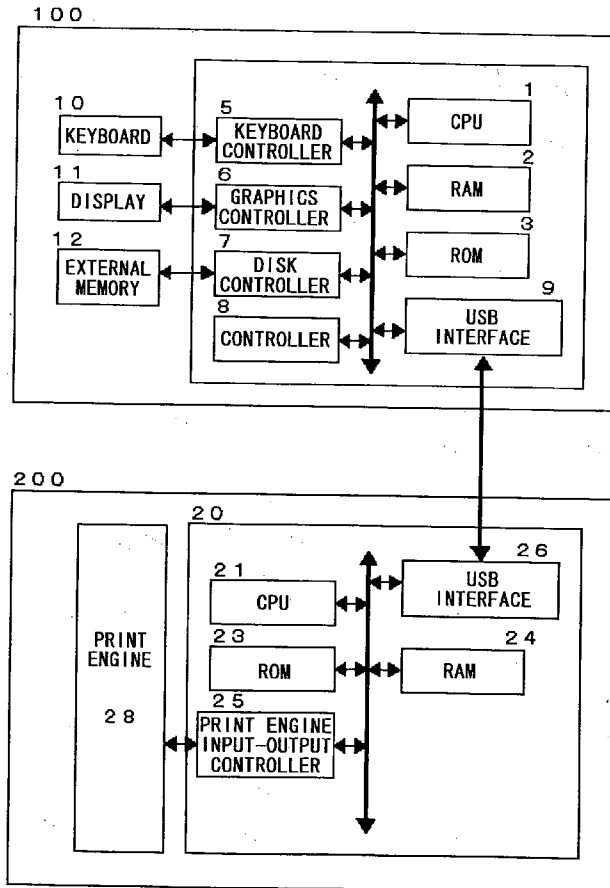 100
10
KEYBOARD
5
KEYBOARD
CONTROLLER
1
CPU
11
DISPLAY
6
GRAPHICS
CONTROLLER
2
RAM
12
EXTERNAL
MEMORY
7
DISK
CONTROLLER
3
ROM
8
CONTROLLER
9
USB
INTERFACE
200
PRINT
ENGINE
28
20
21
CPU
26
USB
INTERFACE
23
ROM
24
RAM
25
PRINT ENGINE
INPUT-OUTPUT
CONTROLLER